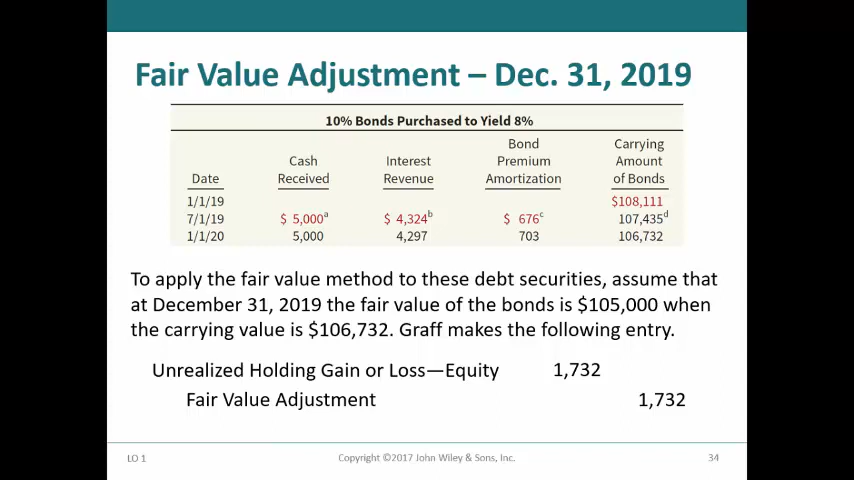 Fair Value Adjustment – Dec. 31, 2019
10% Bonds Purchased to Yield 8%
Date Cash Received Interest Revenue Bond Premium Amortization Carrying Amount of Bonds
1/1/19 $108,111
7/1/19 $ 5,000a $ 4,324b $ 676c 107,435d
1/1/20 5,000 4,297 703 106,732
To apply the fair value method to these debt securities, assume that
at December 31, 2019 the fair value of the bonds is $105,000 when
the carrying value is $106,732. Graff makes the following entry.
Unrealized Holding Gain or Loss—Equity 1,732
Fair Value Adjustment 1,732
LO 1 Copyright ©2017 John Wiley & Sons, Inc. 34